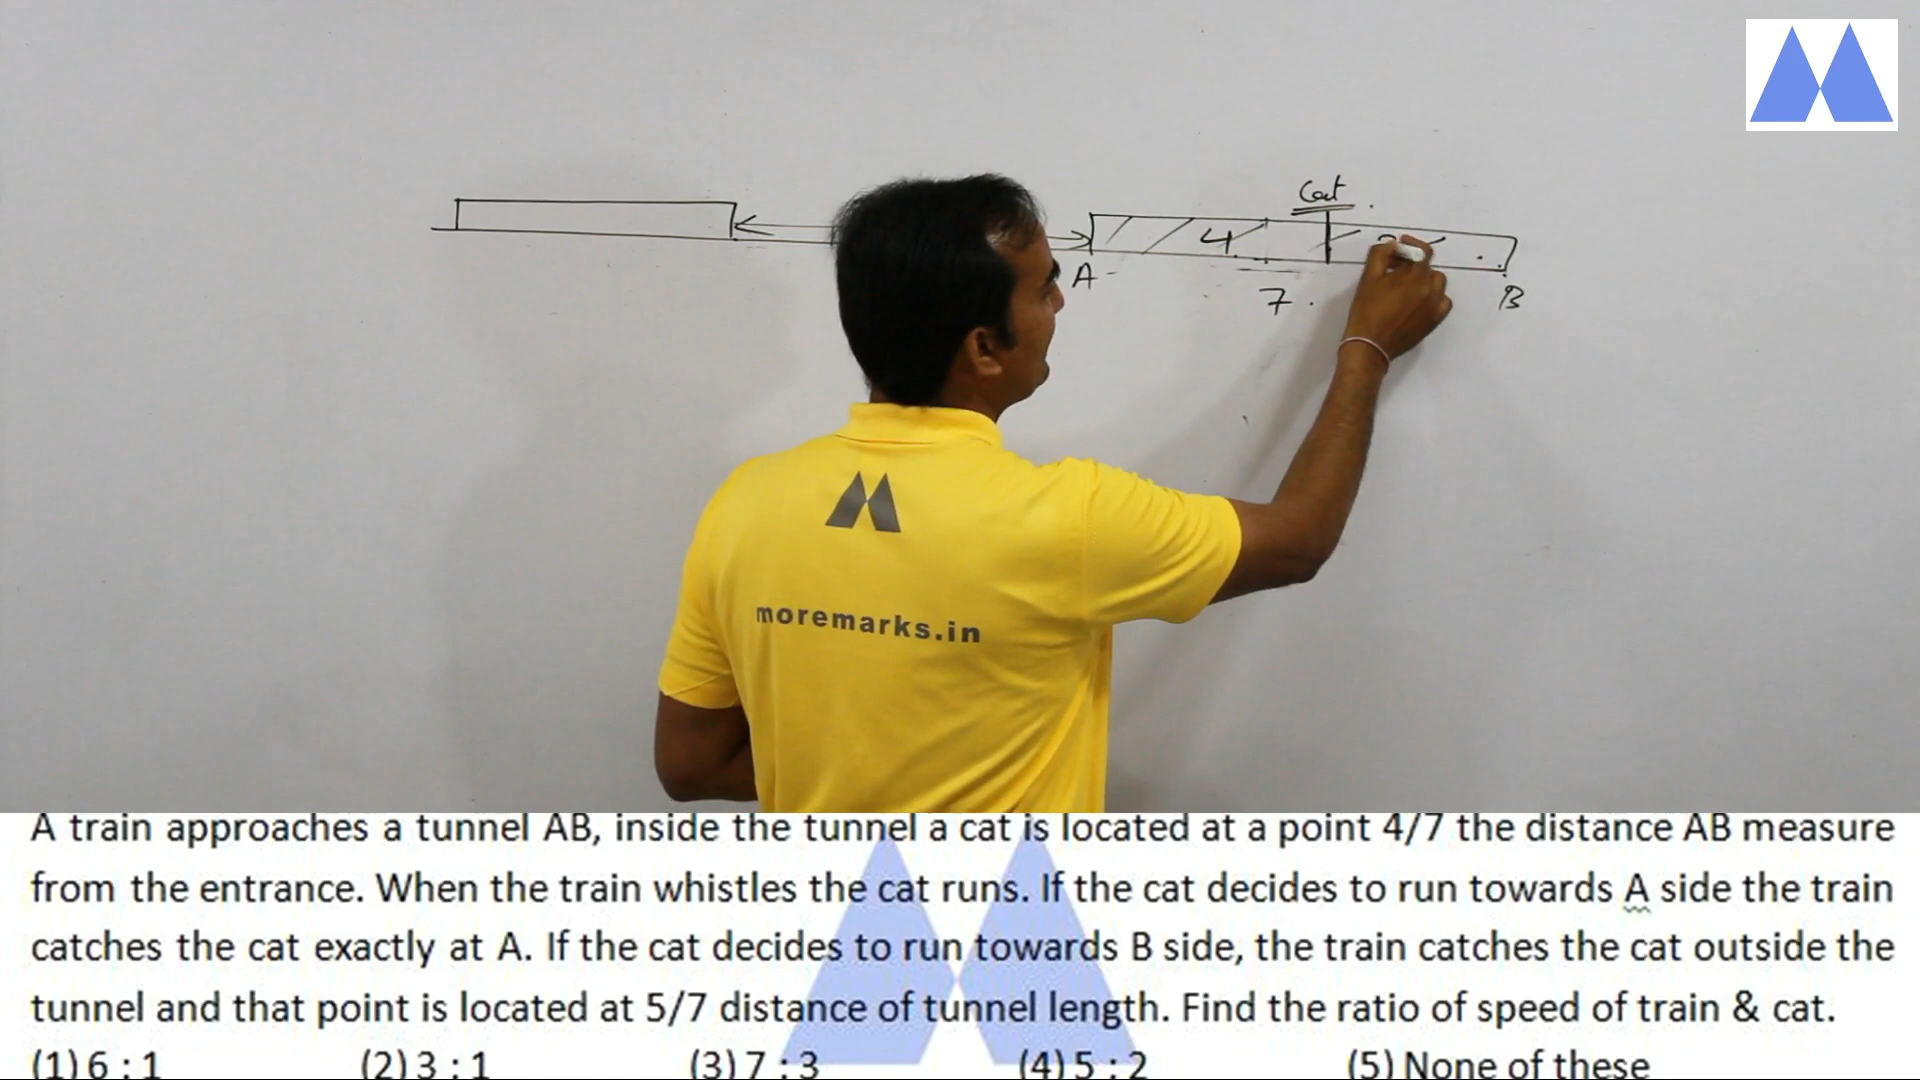 Cat
4
A
7
B
moremarks.in
A train approaches a tunnel AB, inside the tunnel a cat is located at a point 4/7 the distance AB measure
from the entrance. When the train whistles the cat runs. If the cat decides to run towards A side the train
catches the cat exactly at A. If the cat decides to run towards B side, the train catches the cat outside the
tunnel and that point is located at 5/7 distance of tunnel length. Find the ratio of speed of train & cat.
(1) 6 : 1 (2) 3 : 1 (3) 7 : 3 (4) 5 : 2 (5) None of these